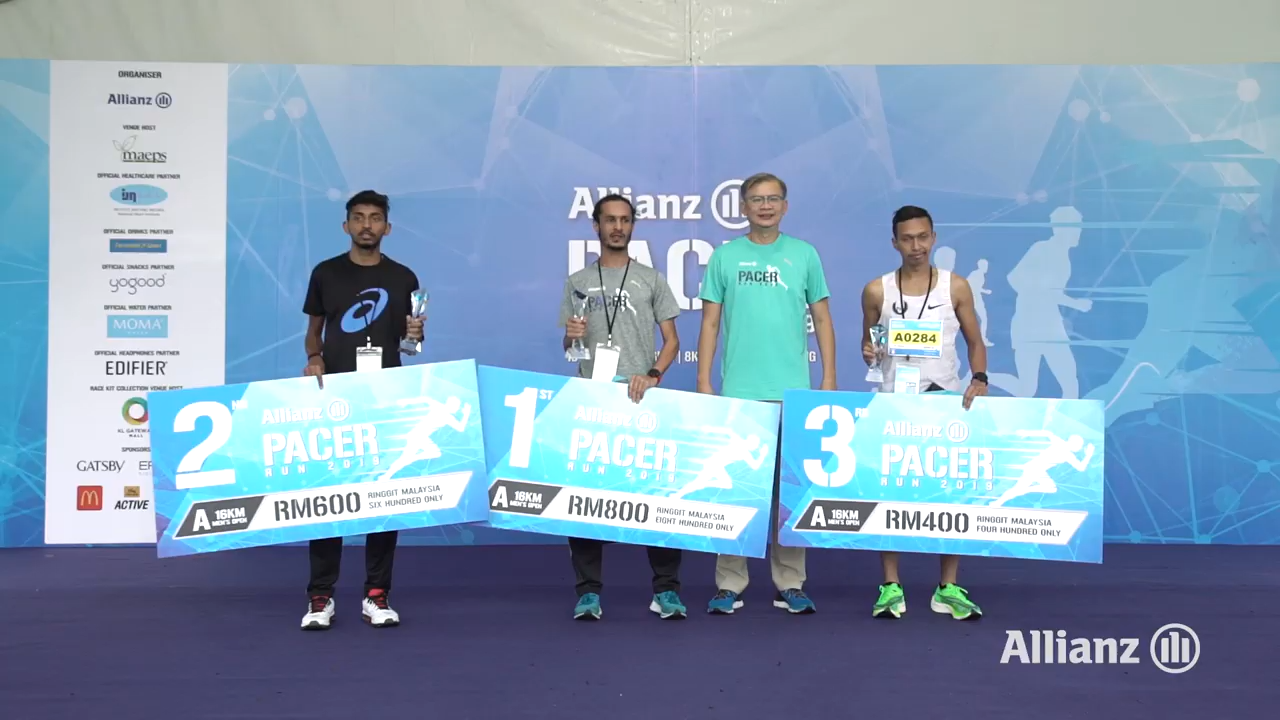 ORGANISER
Allianz
VENUE HOST
maeps
OFFICIAL HEALTHCARE PARTNER
OFFICIAL DRINKS PARTNER
OFFICIAL SNACKS PARTNER
yogood
OFFICIAL WATER PARTNER
MOMA
OFFICIAL HEADPHONES PARTNER
EDIFIER
RACE KIT COLLECTION VENUE HOST
KL GATEWAY
MALL
SPONSORS
GATSBY
ACTIVE
Allianz
PACER
8K
PACER
PACER
RUN 2019
A0284
2ND
Allianz
PACER
RUN 2019
A 16KM
MEN'S OPEN
RM600
RINGGIT MALAYSIA
SIX HUNDRED ONLY
1ST
Allianz
PACER
RUN 2019
A 16KM
MEN'S OPEN
RM800
RINGGIT MALAYSIA
EIGHT HUNDRED ONLY
3RD
Allianz
PACER
RUN 2019
A 16KM
MEN'S OPEN
RM400
RINGGIT MALAYSIA
FOUR HUNDRED ONLY
Allianz